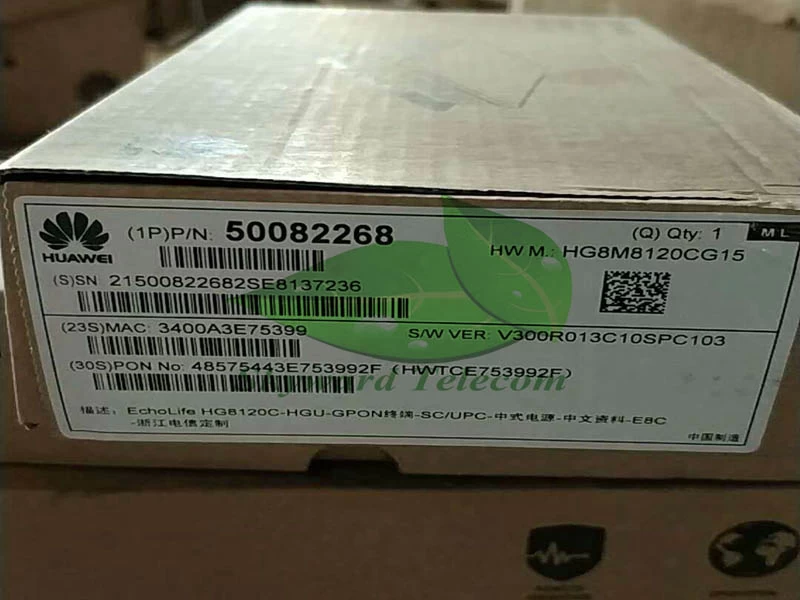 HUAWEI
(1P)P/N: 50082268
(Q) Qty: 1
ML
HW M.: HG8M8120CG15
(S)SN: 21500822682SE8137236
(23S)MAC: 3400A3E75399
S/W VER: V300R013C10SPC103
(30S)PON No: 48575443E753992F (HWTCE753992F)
Telecom
描述: EchoLife HG8120C-HGU-GPON终端-SC/UPC-中式电源-中文资料-E8C
-浙江电信定制
中国制造